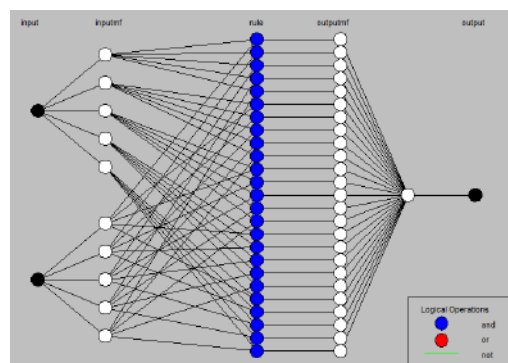 input inputmf rule outputmf output
Logical Operations
and
or
not